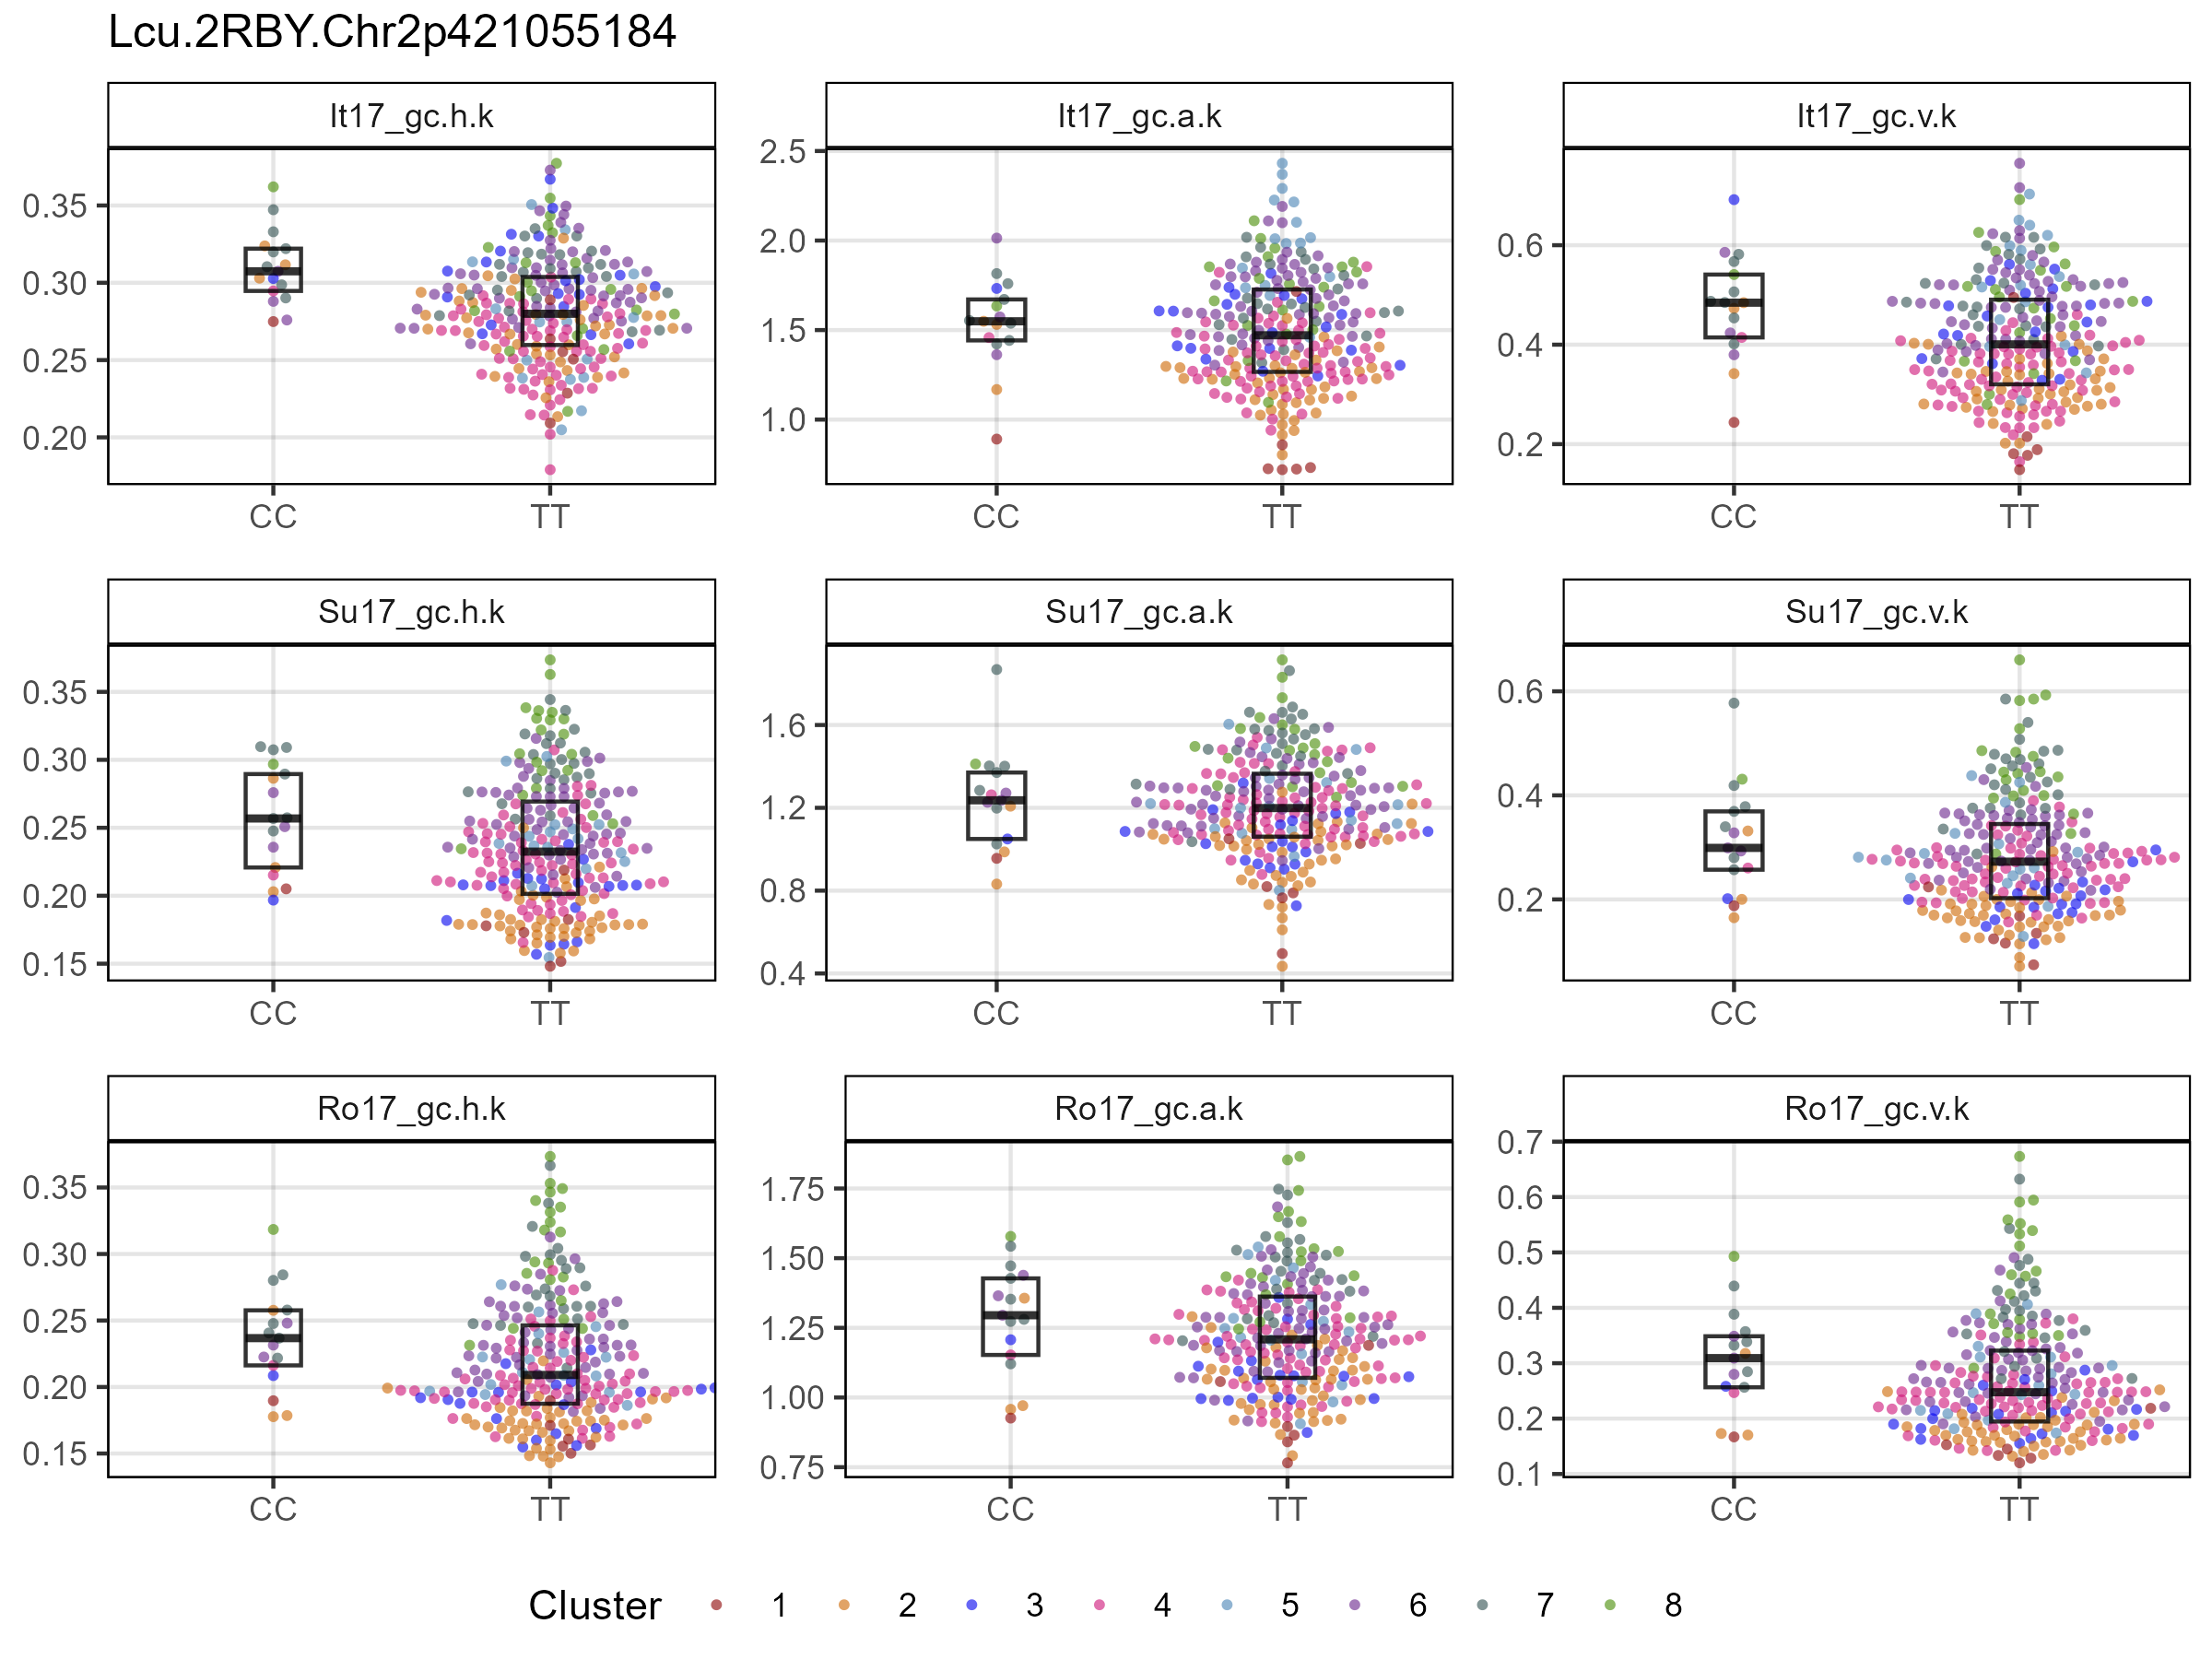 Lcu.2RBY.Chr2p421055184
It17_gc.h.k
It17_gc.a.k
It17_gc.v.k
0.35
0.30
0.25
0.20
2.5
2.0
1.5
1.0
0.6
0.4
0.2
CC TT
CC TT
CC TT
Su17_gc.h.k
Su17_gc.a.k
Su17_gc.v.k
0.35
0.30
0.25
0.20
0.15
1.6
1.2
0.8
0.4
0.6
0.4
0.2
CC TT
CC TT
CC TT
Ro17_gc.h.k
Ro17_gc.a.k
Ro17_gc.v.k
0.35
0.30
0.25
0.20
0.15
1.75
1.50
1.25
1.00
0.75
0.7
0.6
0.5
0.4
0.3
0.2
0.1
CC TT
CC TT
CC TT
Cluster 1 2 3 4 5 6 7 8